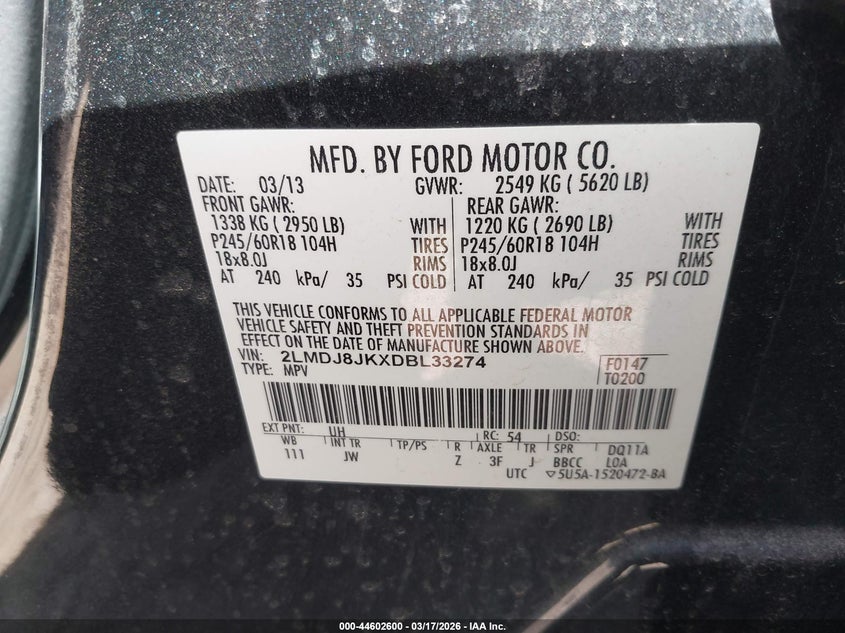 MFD. BY FORD MOTOR CO.
DATE: 03/13 GVWR: 2549 KG ( 5620 LB)
FRONT GAWR: REAR GAWR:
1338 KG ( 2950 LB) WITH 1220 KG ( 2690 LB) WITH
P245/60R18 104H TIRES P245/60R18 104H TIRES
18x8.0J RIMS 18x8.0J RIMS
AT 240 kPa/ 35 PSI COLD AT 240 kPa/ 35 PSI COLD
THIS VEHICLE CONFORMS TO ALL APPLICABLE FEDERAL MOTOR
VEHICLE SAFETY AND THEFT PREVENTION STANDARDS IN
EFFECT ON THE DATE OF MANUFACTURE SHOWN ABOVE.
VIN: 2LMDJ8JKXDBL33274 F0147
TYPE: MPV T0200
EXT PNT: UH RC: 54 DSO:
WB INT TR TP/PS R AXLE TR SPR DQ11A
111 JW Z 3F J BBCC LOA
UTC 5U5A-1520472-BA
000-44602600 — 03/17/2026 — IAA Inc.